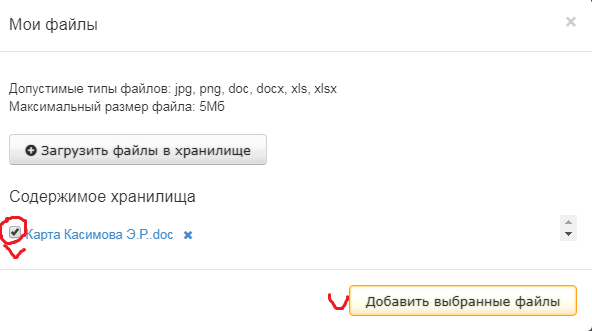 Мои файлы
Допустимые типы файлов: jpg, png, doc, docx, xls, xlsx
Максимальный размер файла: 5Мб
Загрузить файлы в хранилище
Содержимое хранилища
Карта Касимова Э.Р..doc
Добавить выбранные файлы